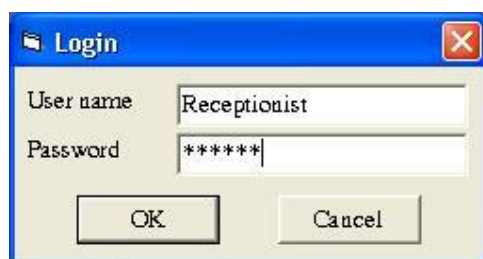 Login
User name
Receptionist
Password
******
OK
Cancel